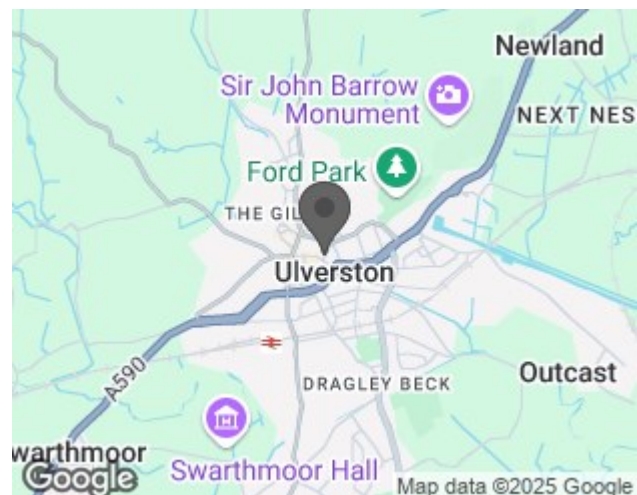 Newland
Sir John Barrow
Monument
NEXT NES
Ford Park
THE GIL
Ulverston
A590
DRAGLEY BECK
Outcast
warthmoor
Swarthmoor Hall
Google
Map data ©2025 Google